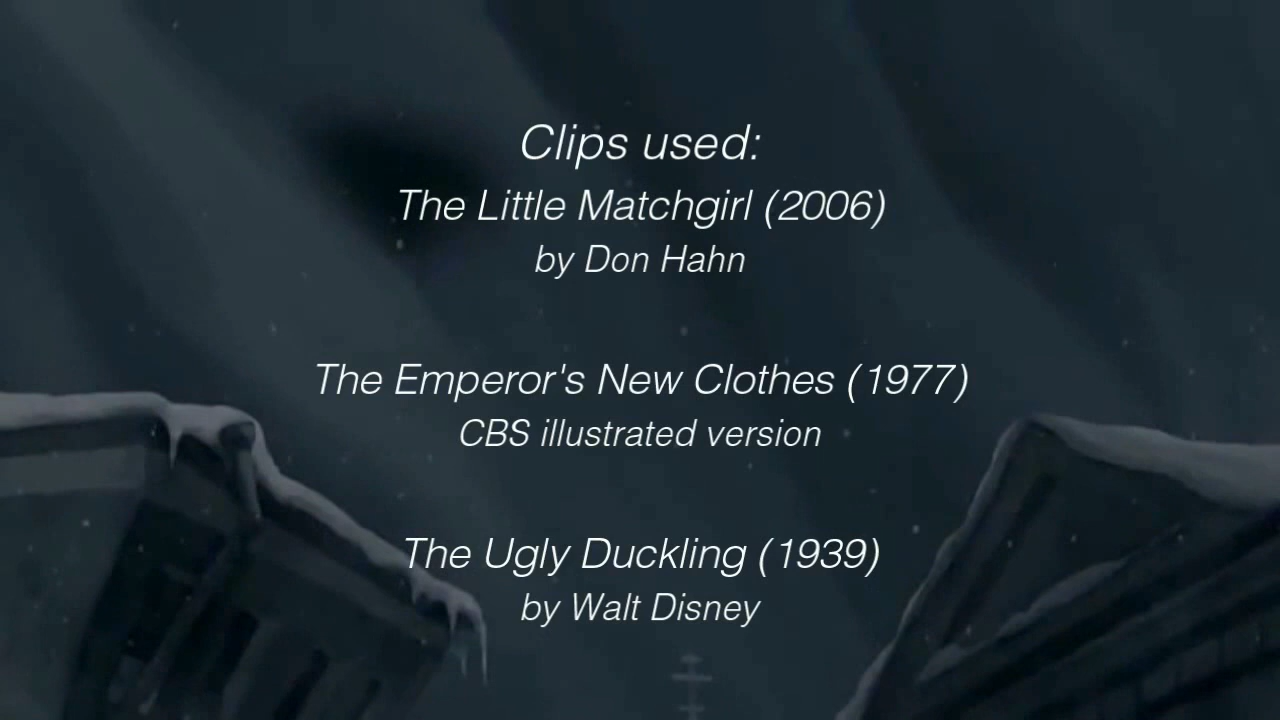 Clips used:
The Little Matchgirl (2006)
by Don Hahn
The Emperor's New Clothes (1977)
CBS illustrated version
The Ugly Duckling (1939)
by Walt Disney